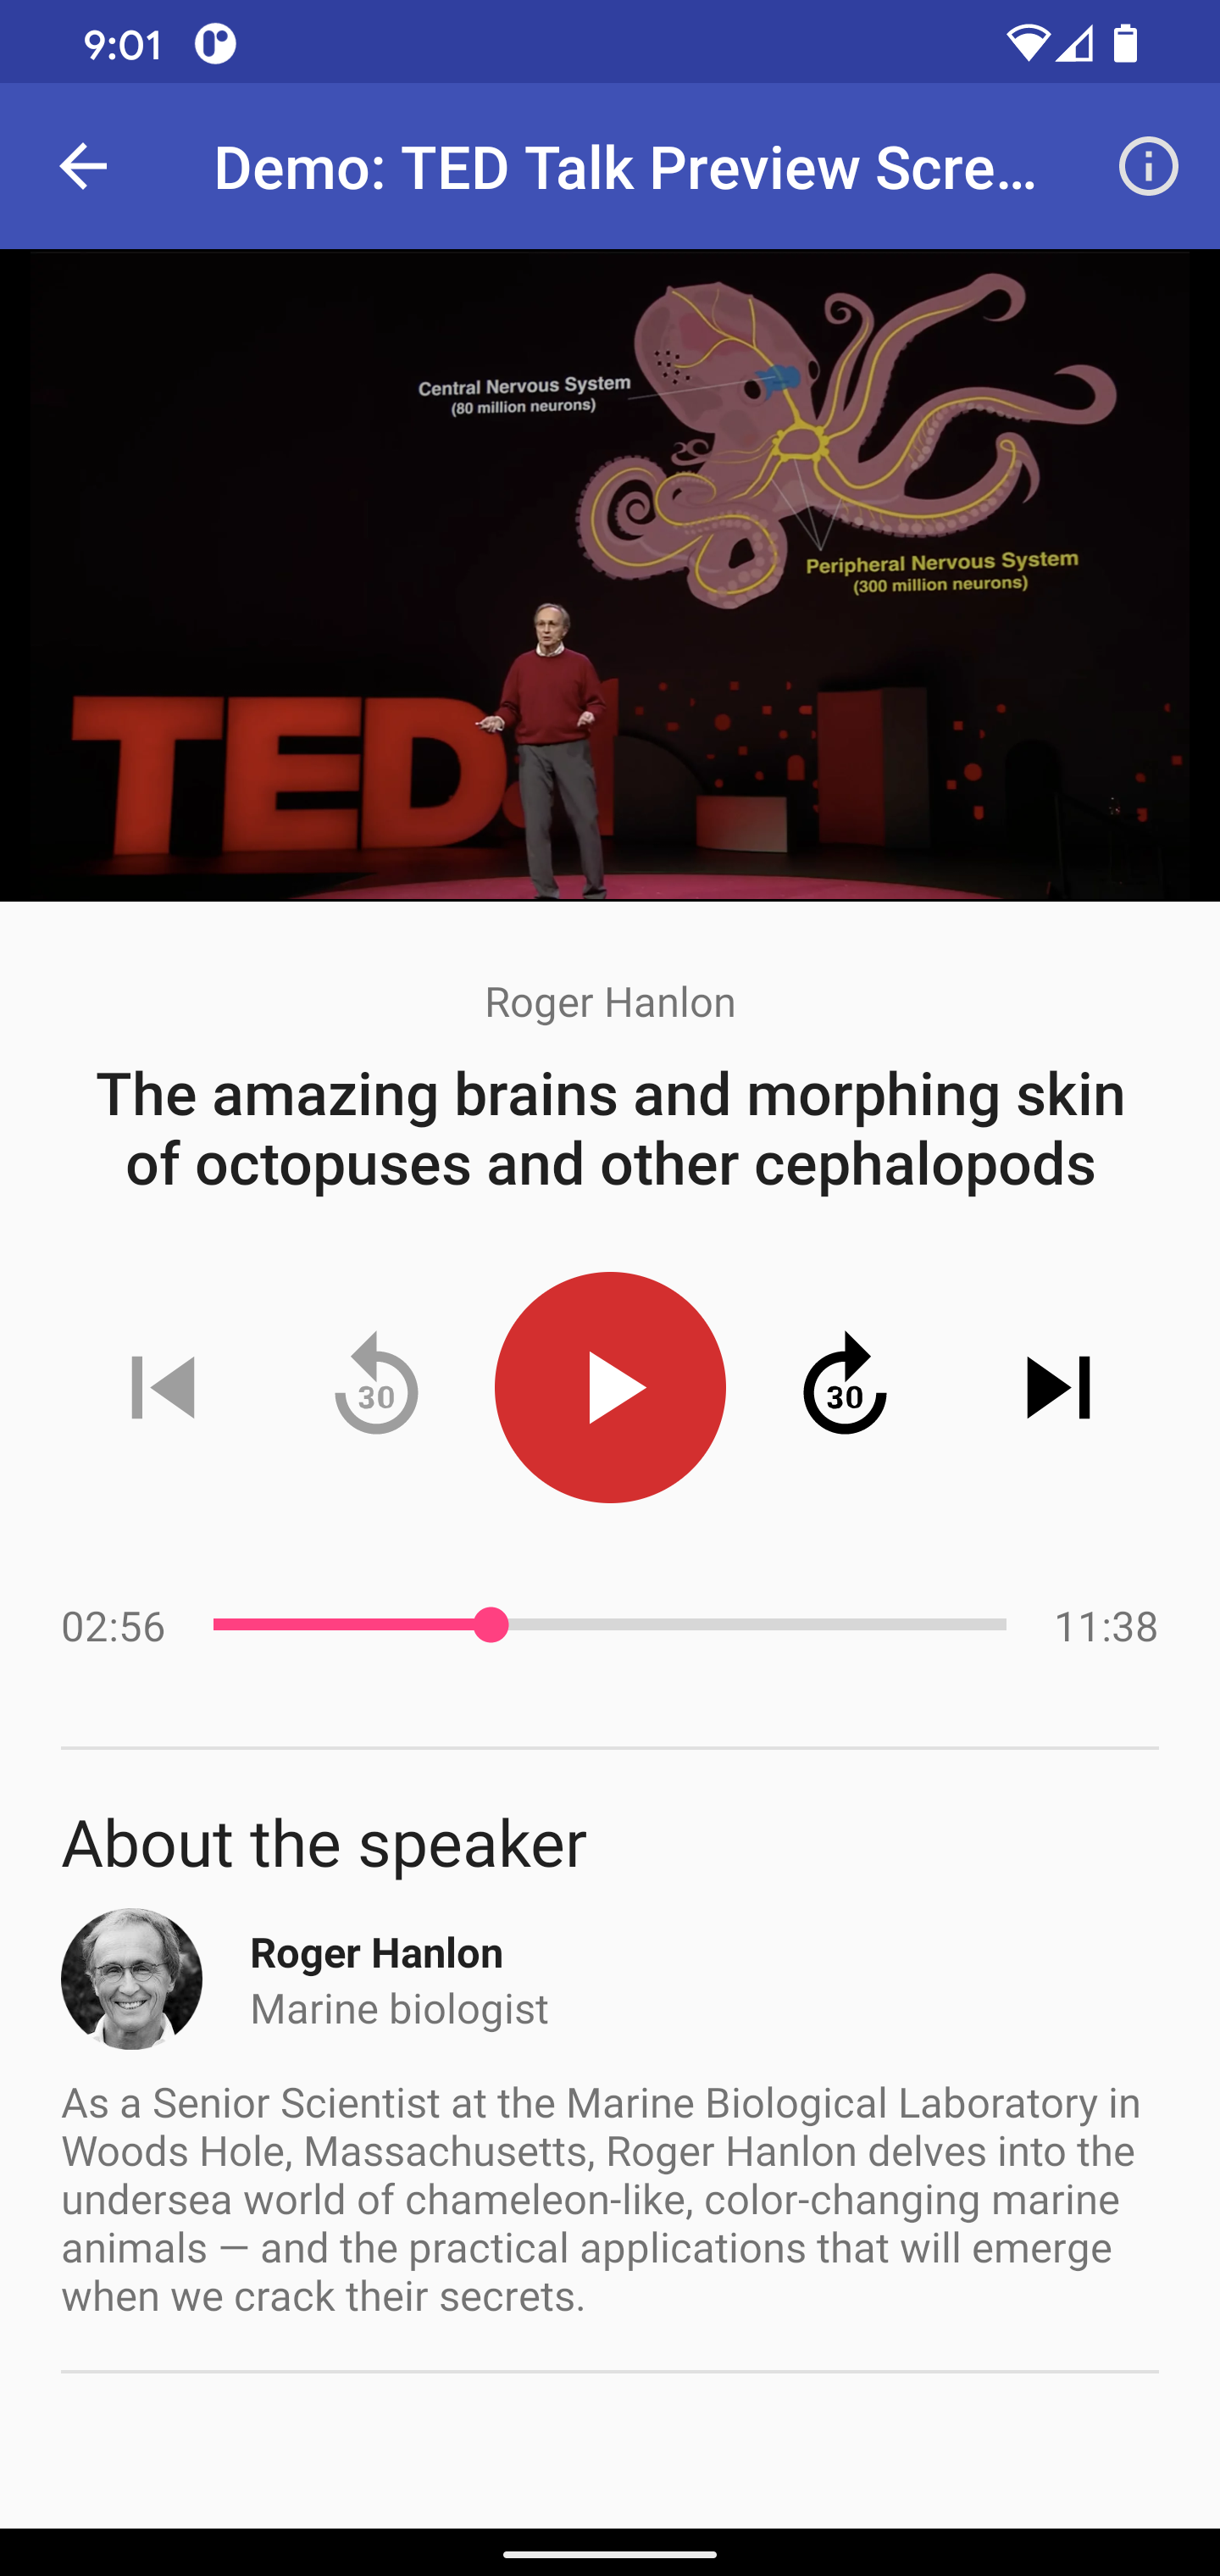 9:01
Demo: TED Talk Preview Scre...
Central Nervous System
(80 million neurons)
Peripheral Nervous System
(300 million neurons)
TED
Roger Hanlon
The amazing brains and morphing skin
of octopuses and other cephalopods
30
30
02:56
11:38
About the speaker
Roger Hanlon
Marine biologist
As a Senior Scientist at the Marine Biological Laboratory in
Woods Hole, Massachusetts, Roger Hanlon delves into the
undersea world of chameleon-like, color-changing marine
animals — and the practical applications that will emerge
when we crack their secrets.